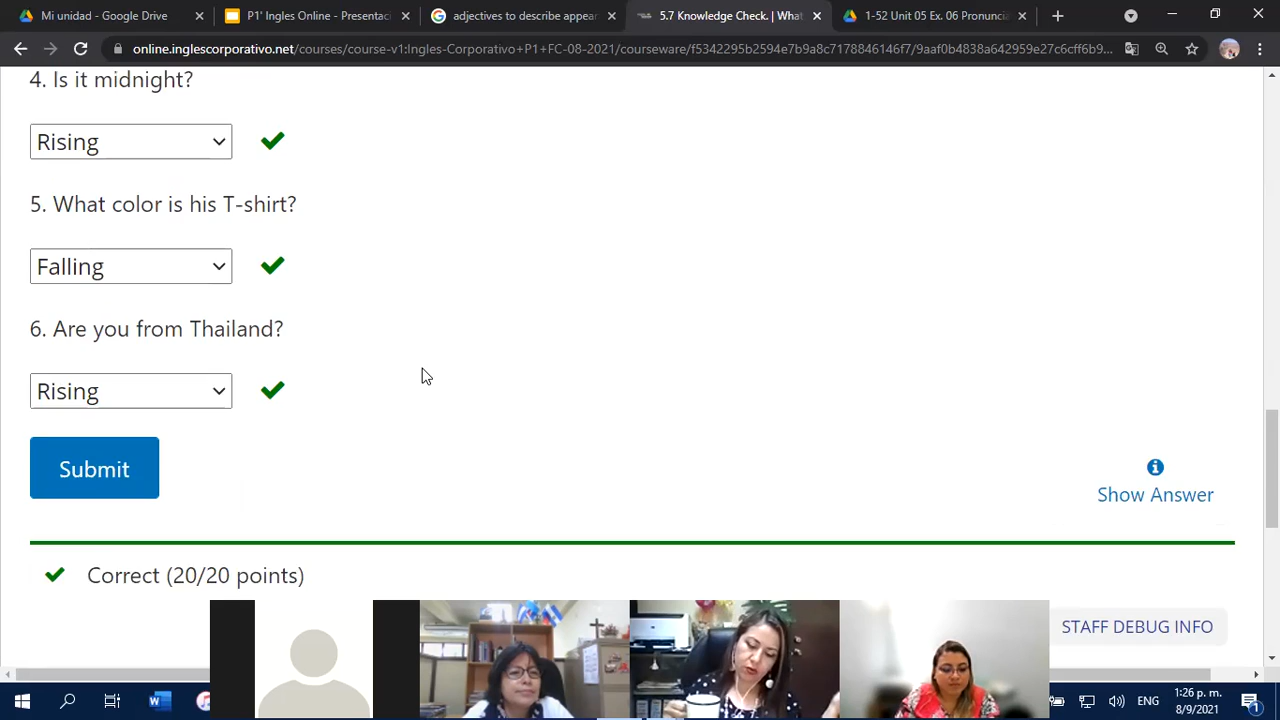 Mi unidad - Google Drive
P1' Ingles Online - Presentaci
adjectives to describe appear
5.7 Knowledge Check. | What
1-52 Unit 05 Ex. 06 Pronuncia
online.inglescorporativo.net/courses/course-v1:Ingles-Corporativo+P1+FC-08-2021/courseware/f5342295b2594e7b9a8c7178846146f7/9aaf0b4838a642959e27c6cff6b9...
4. Is it midnight?
Rising
5. What color is his T-shirt?
Falling
6. Are you from Thailand?
Rising
Submit
Show Answer
Correct (20/20 points)
STAFF DEBUG INFO
ENG
1:26 p. m.
8/9/2021
1